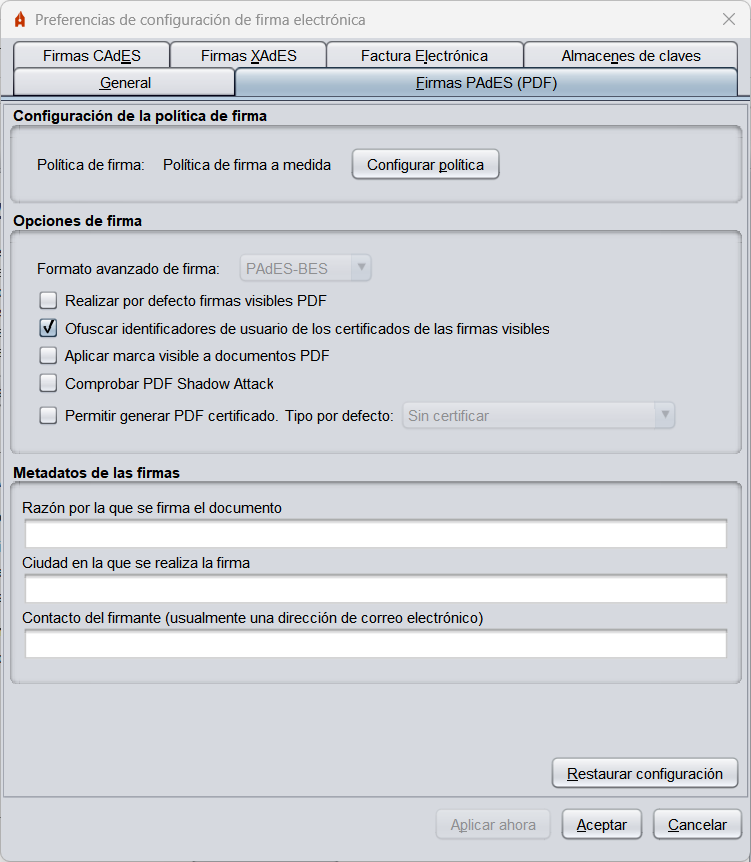 Preferencias de configuración de firma electrónica
Firmas CAdES
Firmas XAdES
Factura Electrónica
Almacenes de claves
General
Firmas PAdES (PDF)
Configuración de la política de firma
Política de firma: Política de firma a medida Configurar política
Opciones de firma
Formato avanzado de firma: PAdES-BES
Realizar por defecto firmas visibles PDF
Ofuscar identificadores de usuario de los certificados de las firmas visibles
Aplicar marca visible a documentos PDF
Comprobar PDF Shadow Attack
Permitir generar PDF certificado. Tipo por defecto: Sin certificar
Metadatos de las firmas
Razón por la que se firma el documento
Ciudad en la que se realiza la firma
Contacto del firmante (usualmente una dirección de correo electrónico)
Restaurar configuración
Aplicar ahora
Aceptar
Cancelar